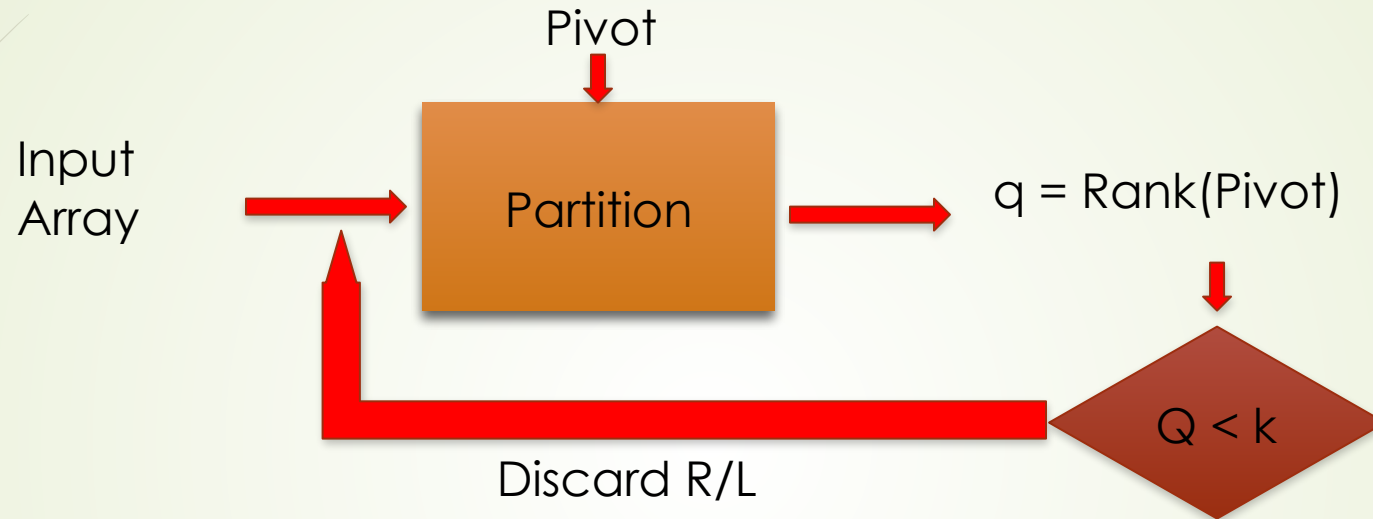 Pivot
Input
Array
Partition
q = Rank(Pivot)
Q < k
Discard R/L